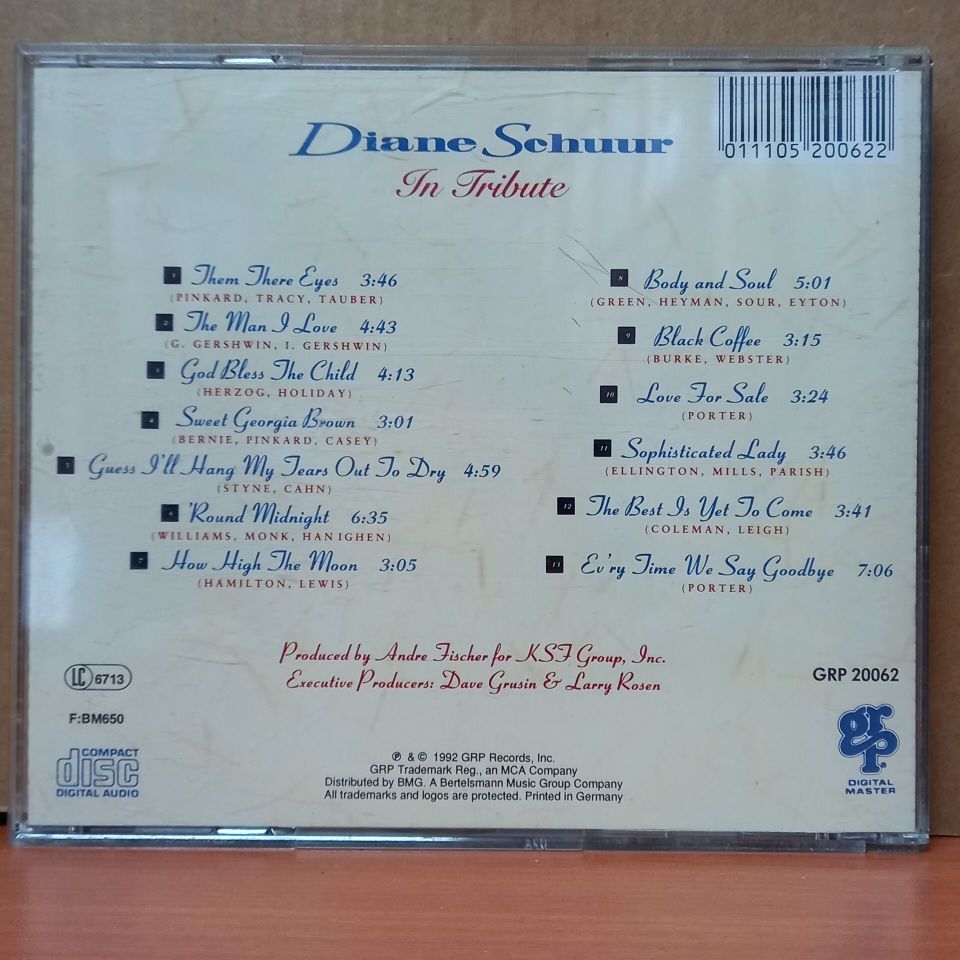 011105 200622
Diane Schuur
In Tribute
1 Them There Eyes 3:46
(PINKARD, TRACY, TAUBER)
2 The Man I Love 4:43
(G. GERSHWIN, I. GERSHWIN)
3 God Bless The Child 4:13
(HERZOG, HOLIDAY)
4 Sweet Georgia Brown 3:01
(BERNIE, PINKARD, CASEY)
5 Guess I'll Hang My Tears Out To Dry 4:59
(STYNE, CAHN)
6 'Round Midnight 6:35
(WILLIAMS, MONK, HANIGHEN)
7 How High The Moon 3:05
(HAMILTON, LEWIS)
8 Body and Soul 5:01
(GREEN, HEYMAN, SOUR, EYTON)
9 Black Coffee 3:15
(BURKE, WEBSTER)
10 Love For Sale 3:24
(PORTER)
11 Sophisticated Lady 3:46
(ELLINGTON, MILLS, PARISH)
12 The Best Is Yet To Come 3:41
(COLEMAN, LEIGH)
13 Ev'ry Time We Say Goodbye 7:06
(PORTER)
Produced by Andre Fischer for KSF Group, Inc.
Executive Producers: Dave Grusin & Larry Rosen
LC 6713
F:BM650
COMPACT
disc
DIGITAL AUDIO
℗ & © 1992 GRP Records, Inc.
GRP Trademark Reg., an MCA Company
Distributed by BMG. A Bertelsmann Music Group Company
All trademarks and logos are protected. Printed in Germany
GRP 20062
grp
DIGITAL
MASTER